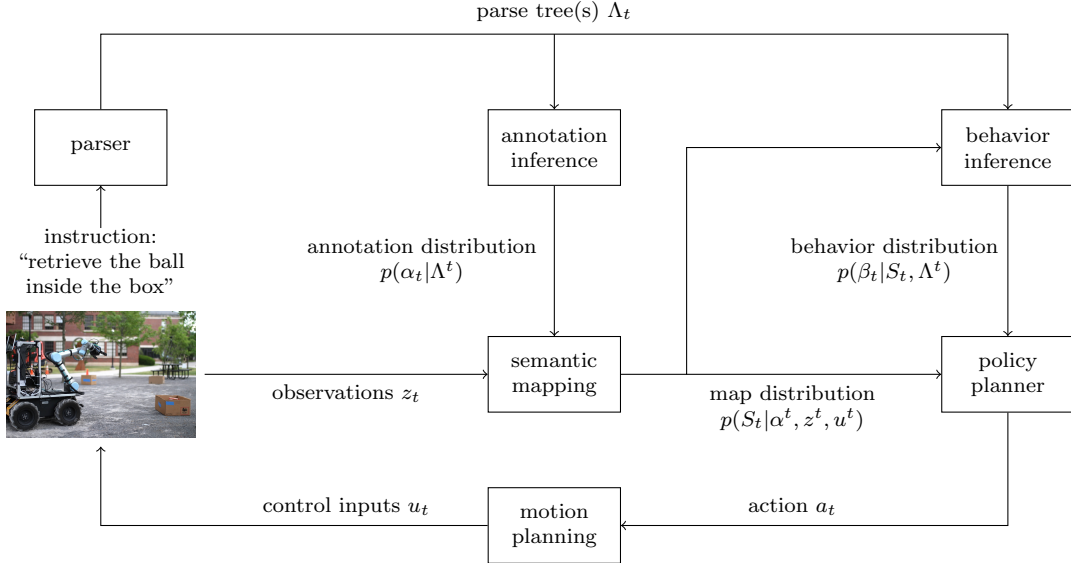 parse tree(s) Λ_t
parser
annotation
inference
behavior
inference
instruction:
“retrieve the ball
inside the box”
annotation distribution
p(α_t|Λ^t)
behavior distribution
p(β_t|S_t, Λ^t)
observations z_t
semantic
mapping
map distribution
p(S_t|α^t, z^t, u^t)
policy
planner
control inputs u_t
motion
planning
action a_t